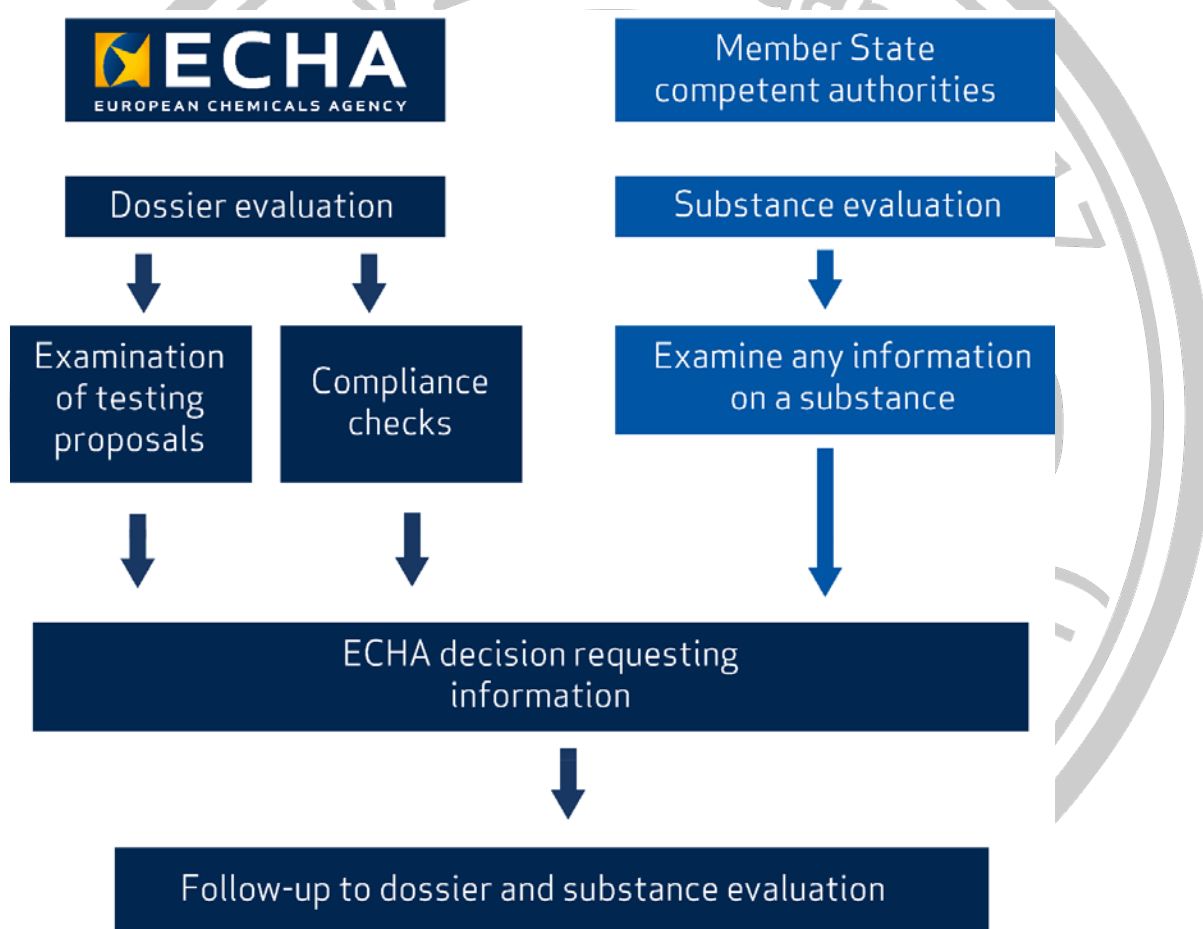 ECHA
EUROPEAN CHEMICALS AGENCY
Member State
competent authorities
Dossier evaluation
Substance evaluation
Examination
of testing
proposals
Compliance
checks
Examine any information
on a substance
ECHA decision requesting
information
Follow-up to dossier and substance evaluation